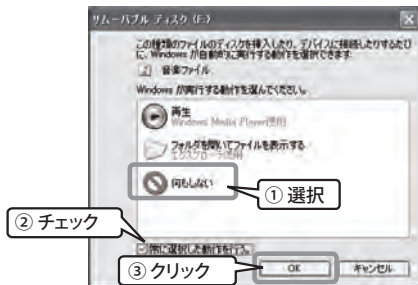 リムーバブル ディスク (F:)
この種類のファイルのディスクを挿入したり、デバイスに接続したりするたび
に、Windows が自動的に実行する動作を選択できます:
音楽ファイル
Windows が実行する動作を選んでください。
再生
Windows Media Player使用
フォルダを開いてファイルを表示する
エクスプローラ使用
何もしない
① 選択
② チェック
常に選択した動作を行う。
③ クリック
OK
キャンセル